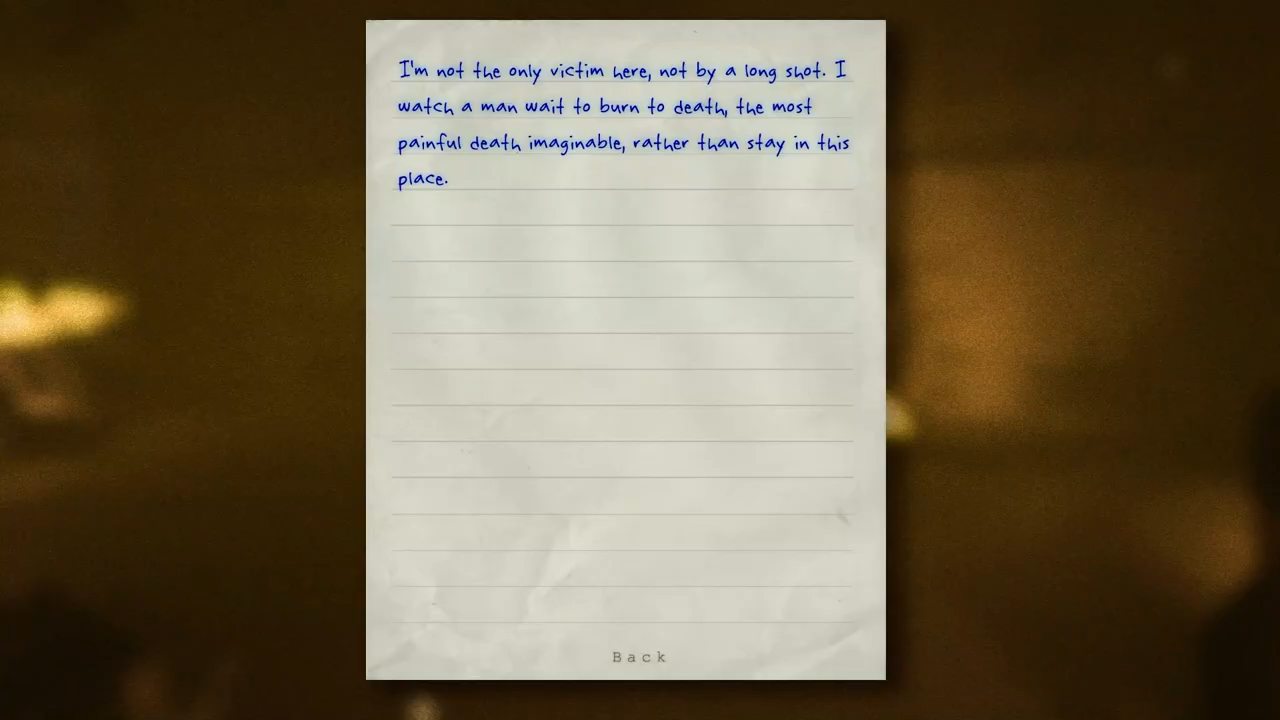 I'm not the only victim here, not by a long shot. I
watch a man wait to burn to death, the most
painful death imaginable, rather than stay in this
place.
Back